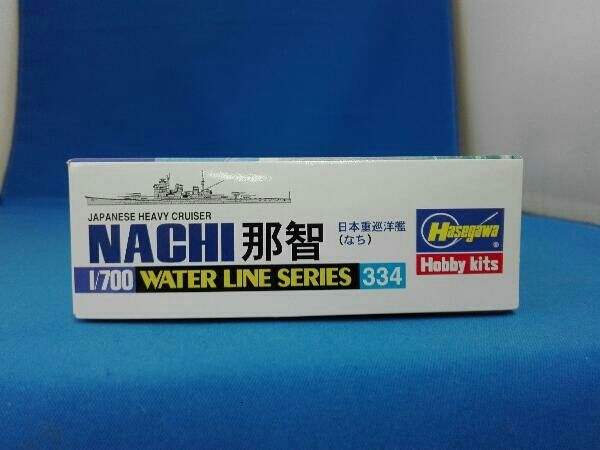 JAPANESE HEAVY CRUISER
NACHI 那智
日本重巡洋艦
(なち)
1/700 WATER LINE SERIES 334
Hasegawa®
Hobby kits